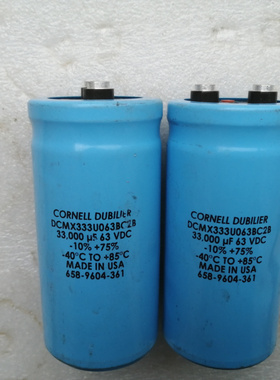 CORNELL DUBILIER
DCMX333U063BC2B
33,000 µF 63 VDC
-10% +75%
-40°C TO +85°C
MADE IN USA
658-9604-361
CORNELL DUBILIER
DCMX333U063BC2B
33,000 µF 63 VDC
-10% +75%
-40°C TO +85°C
MADE IN USA
658-9604-361